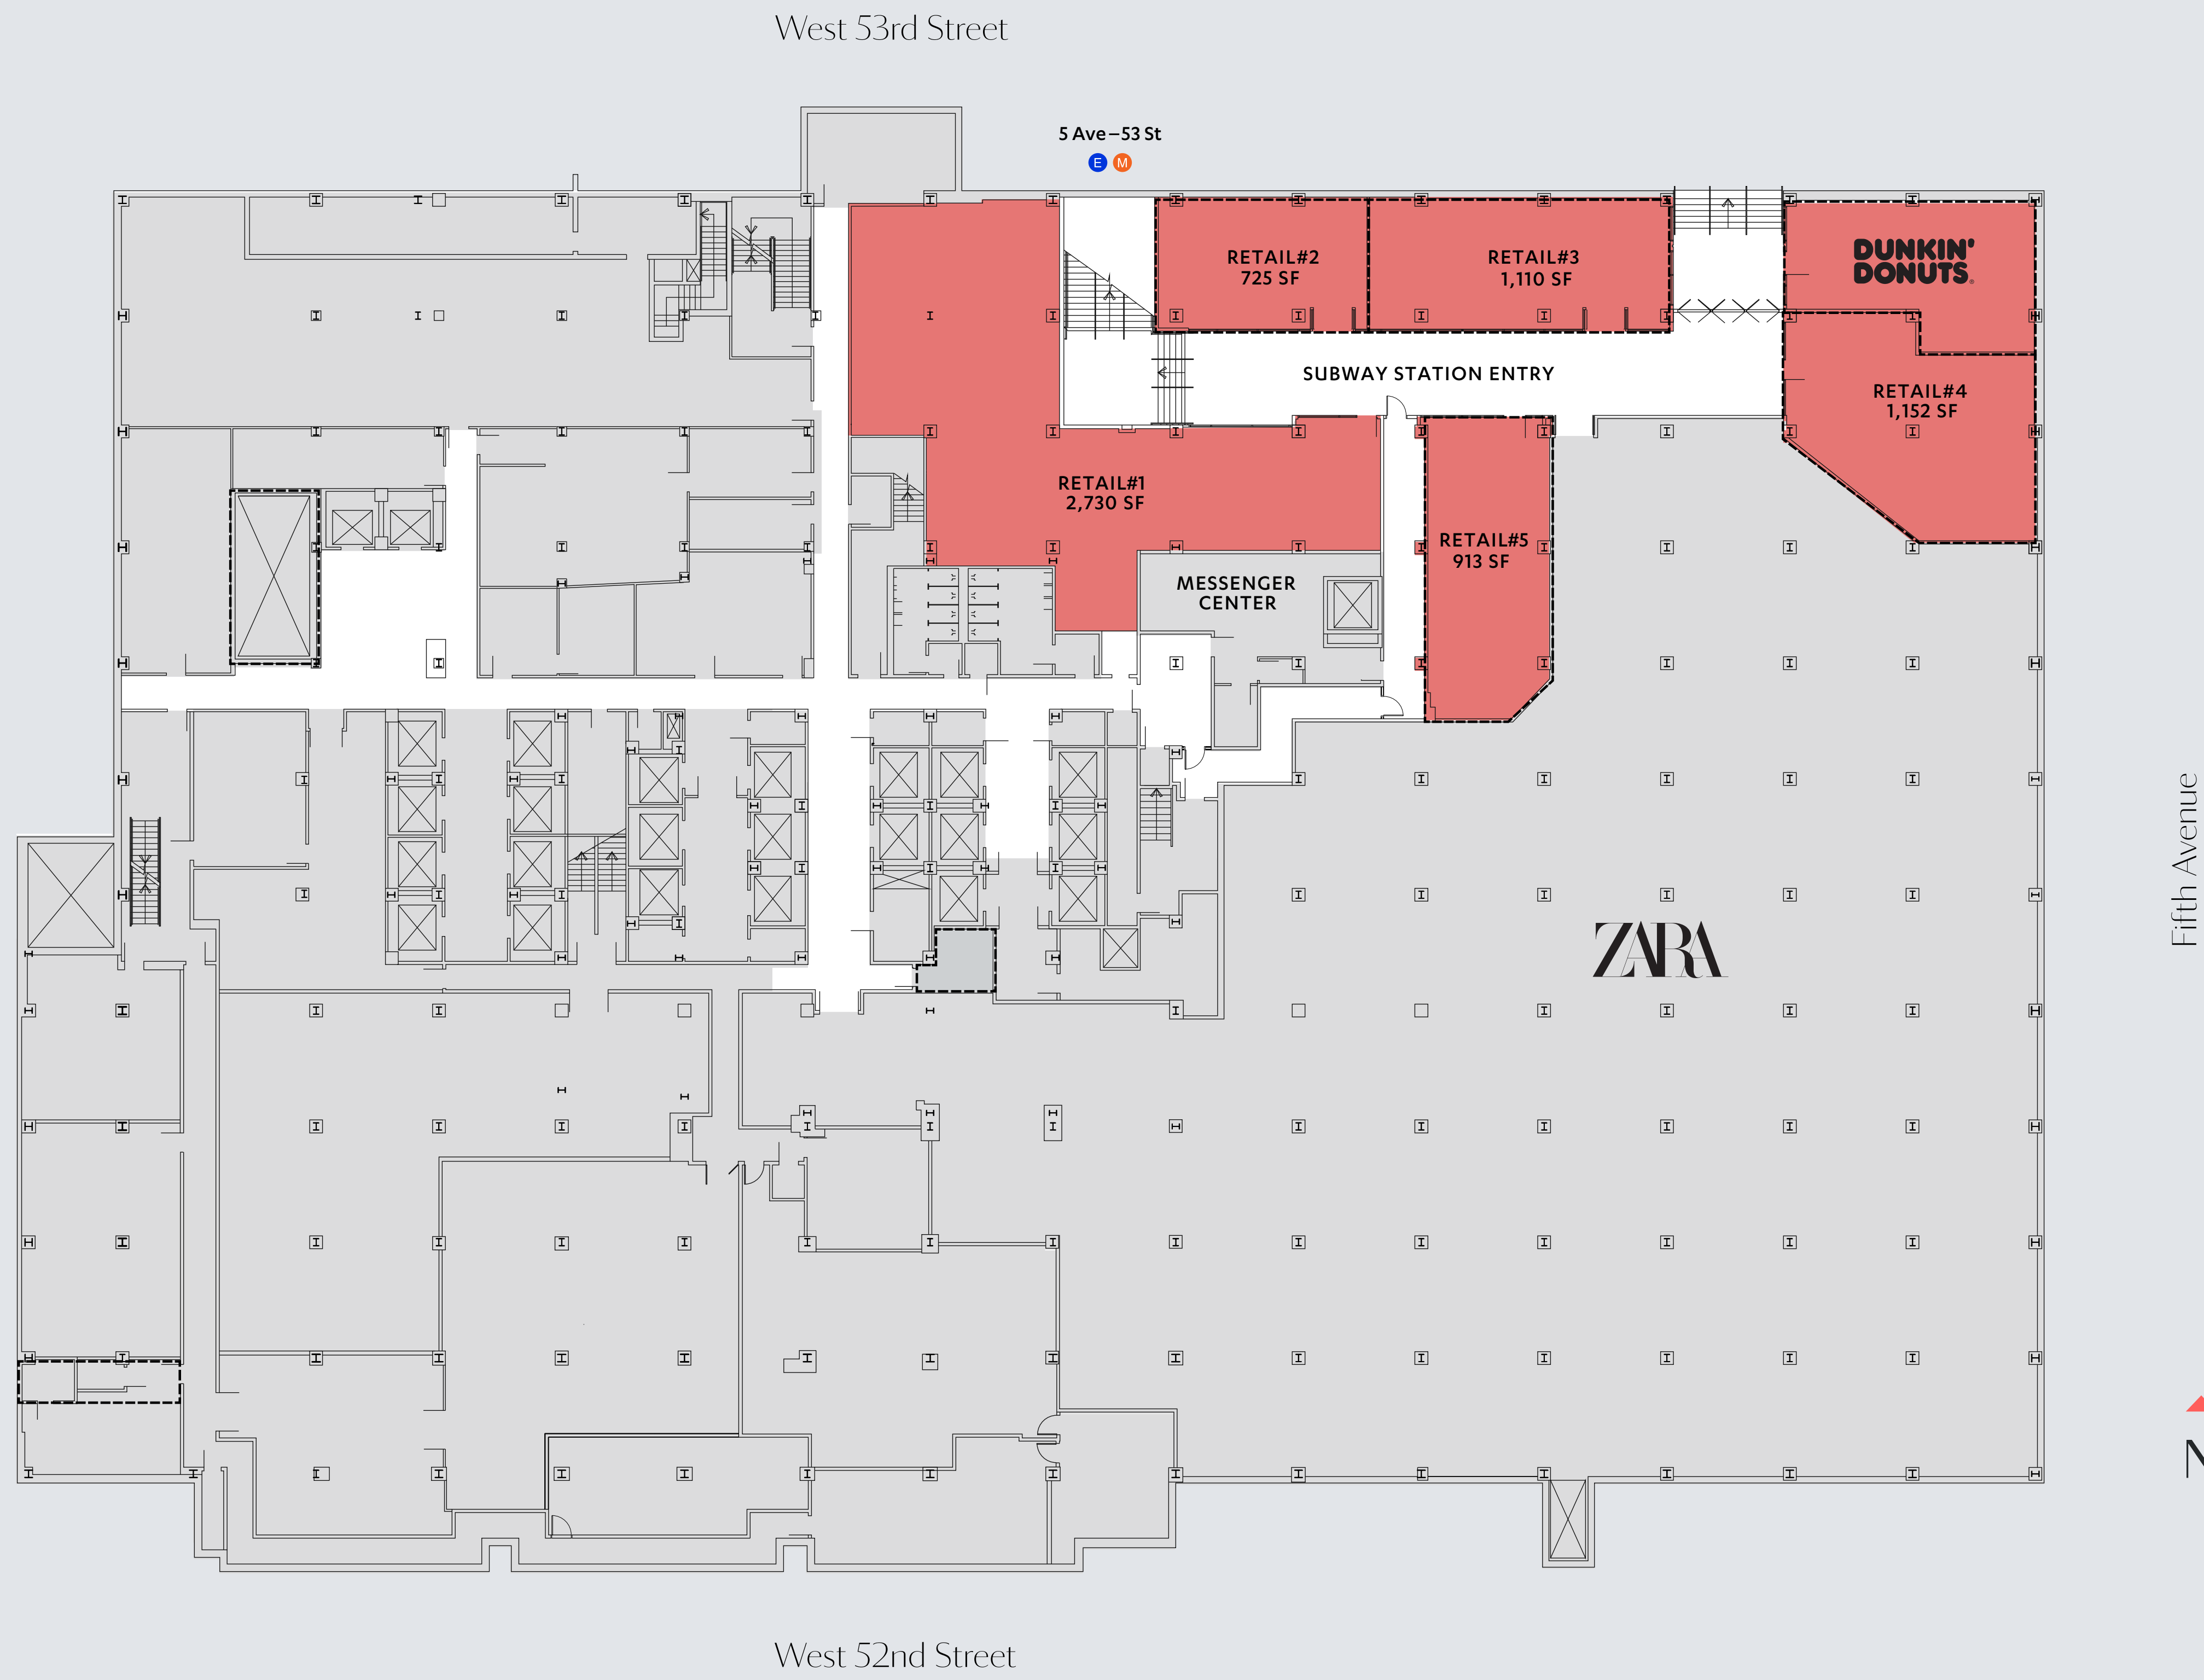 West 53rd Street
5 Ave–53 St
E M
RETAIL#2
725 SF
RETAIL#3
1,110 SF
DUNKIN'
DONUTS®
SUBWAY STATION ENTRY
RETAIL#4
1,152 SF
RETAIL#1
2,730 SF
RETAIL#5
913 SF
MESSENGER
CENTER
ZARA
Fifth Avenue
N
West 52nd Street